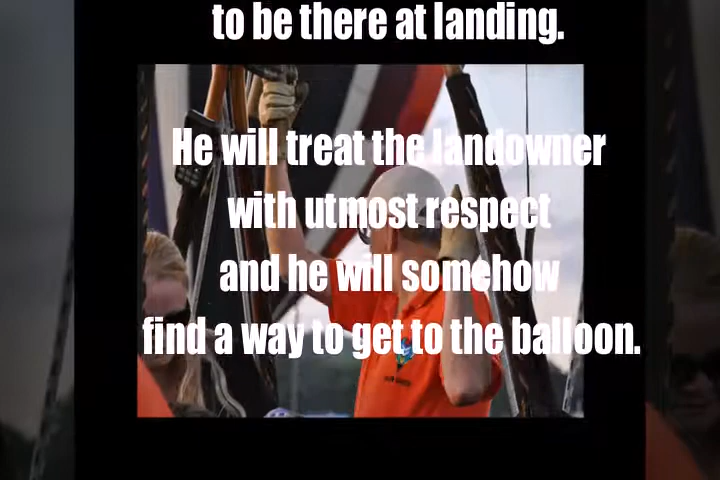 to be there at landing.
He will treat the landowner
with utmost respect
and he will somehow
find a way to get to the balloon.